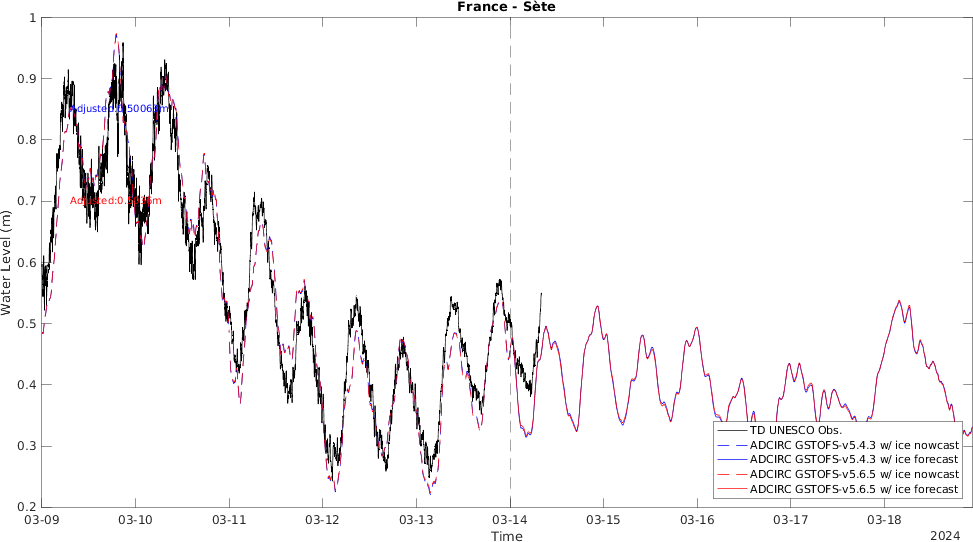 France - Sète
1
0.9
0.8
0.7
0.6
0.5
0.4
0.3
0.2
Water Level (m)
03-09
03-10
03-11
03-12
03-13
03-14
03-15
03-16
03-17
03-18
Time
2024
TD UNESCO Obs.
ADCIRC GSTOFS-v5.4.3 w/ ice nowcast
ADCIRC GSTOFS-v5.4.3 w/ ice forecast
ADCIRC GSTOFS-v5.6.5 w/ ice nowcast
ADCIRC GSTOFS-v5.6.5 w/ ice forecast